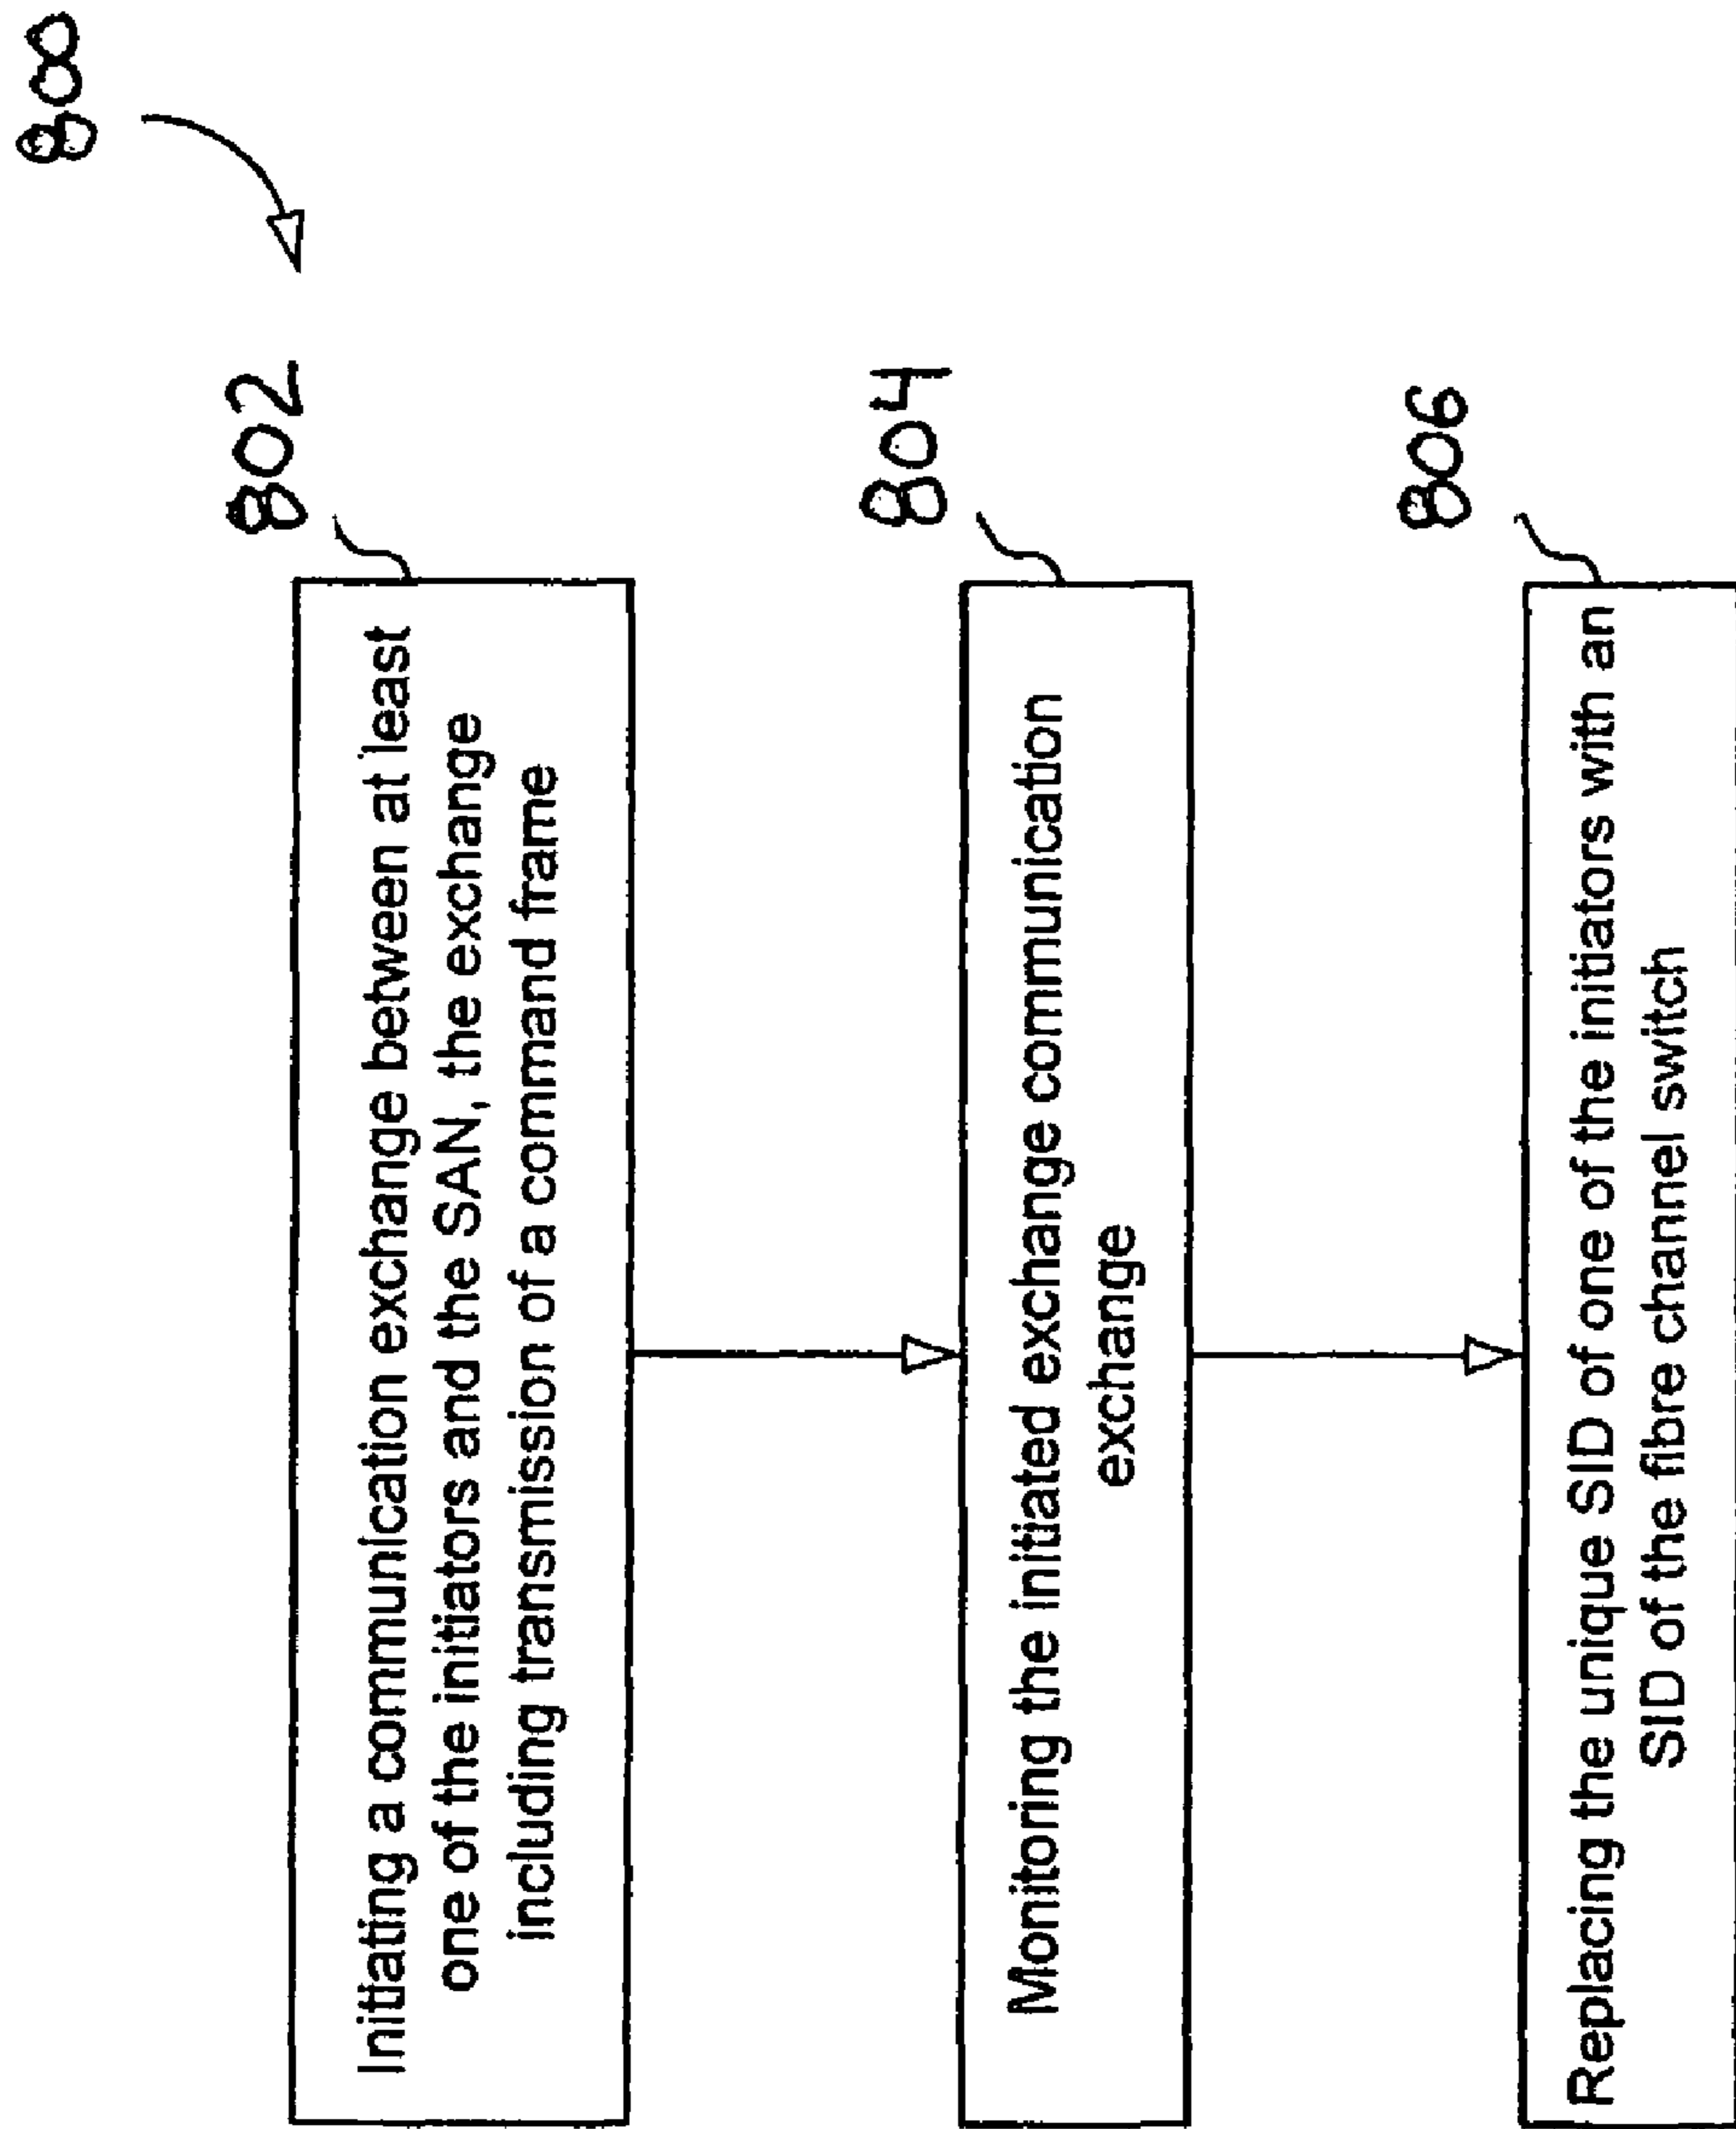 800
802
Initiating a communication exchange between at least
one of the initiators and the SAN, the exchange
including transmission of a command frame
804
Monitoring the initiated exchange communication
exchange
806
Replacing the unique SID of one of the initiators with an
SID of the fibre channel switch